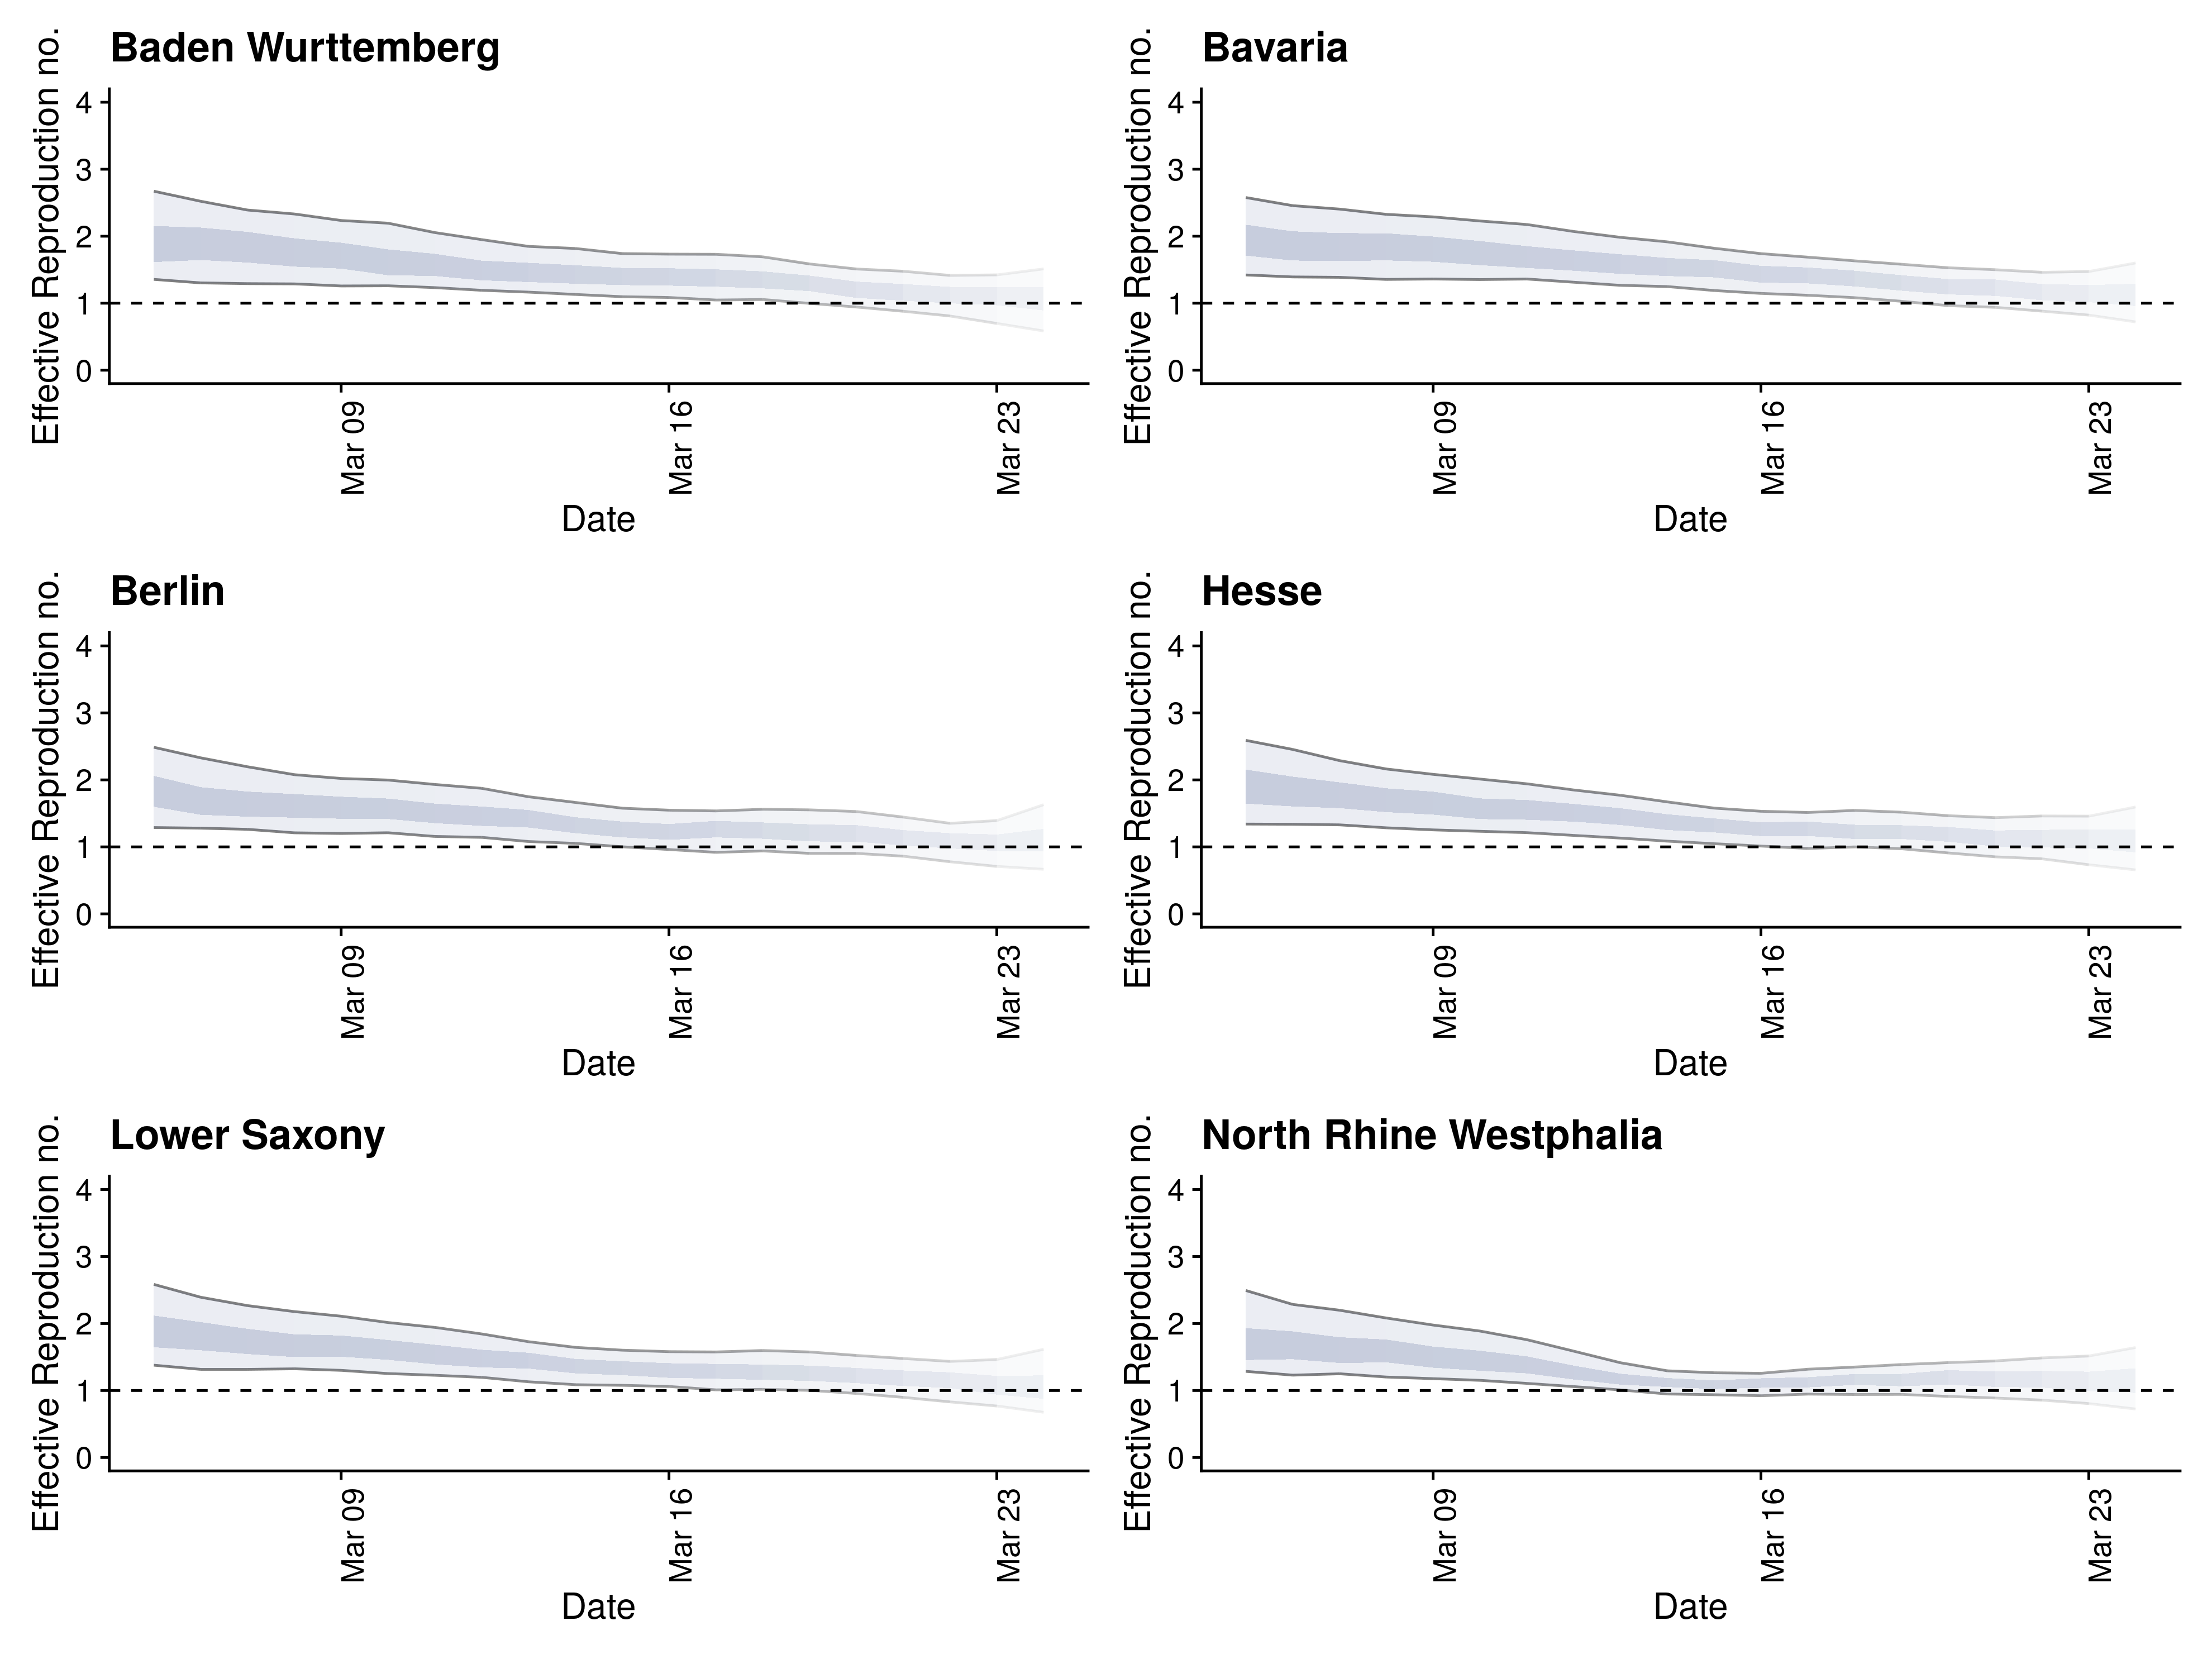 Baden Wurttemberg
Effective Reproduction no.
4
3
2
1
0
Mar 09
Mar 16
Mar 23
Date
Bavaria
Effective Reproduction no.
4
3
2
1
0
Mar 09
Mar 16
Mar 23
Date
Berlin
Effective Reproduction no.
4
3
2
1
0
Mar 09
Mar 16
Mar 23
Date
Hesse
Effective Reproduction no.
4
3
2
1
0
Mar 09
Mar 16
Mar 23
Date
Lower Saxony
Effective Reproduction no.
4
3
2
1
0
Mar 09
Mar 16
Mar 23
Date
North Rhine Westphalia
Effective Reproduction no.
4
3
2
1
0
Mar 09
Mar 16
Mar 23
Date